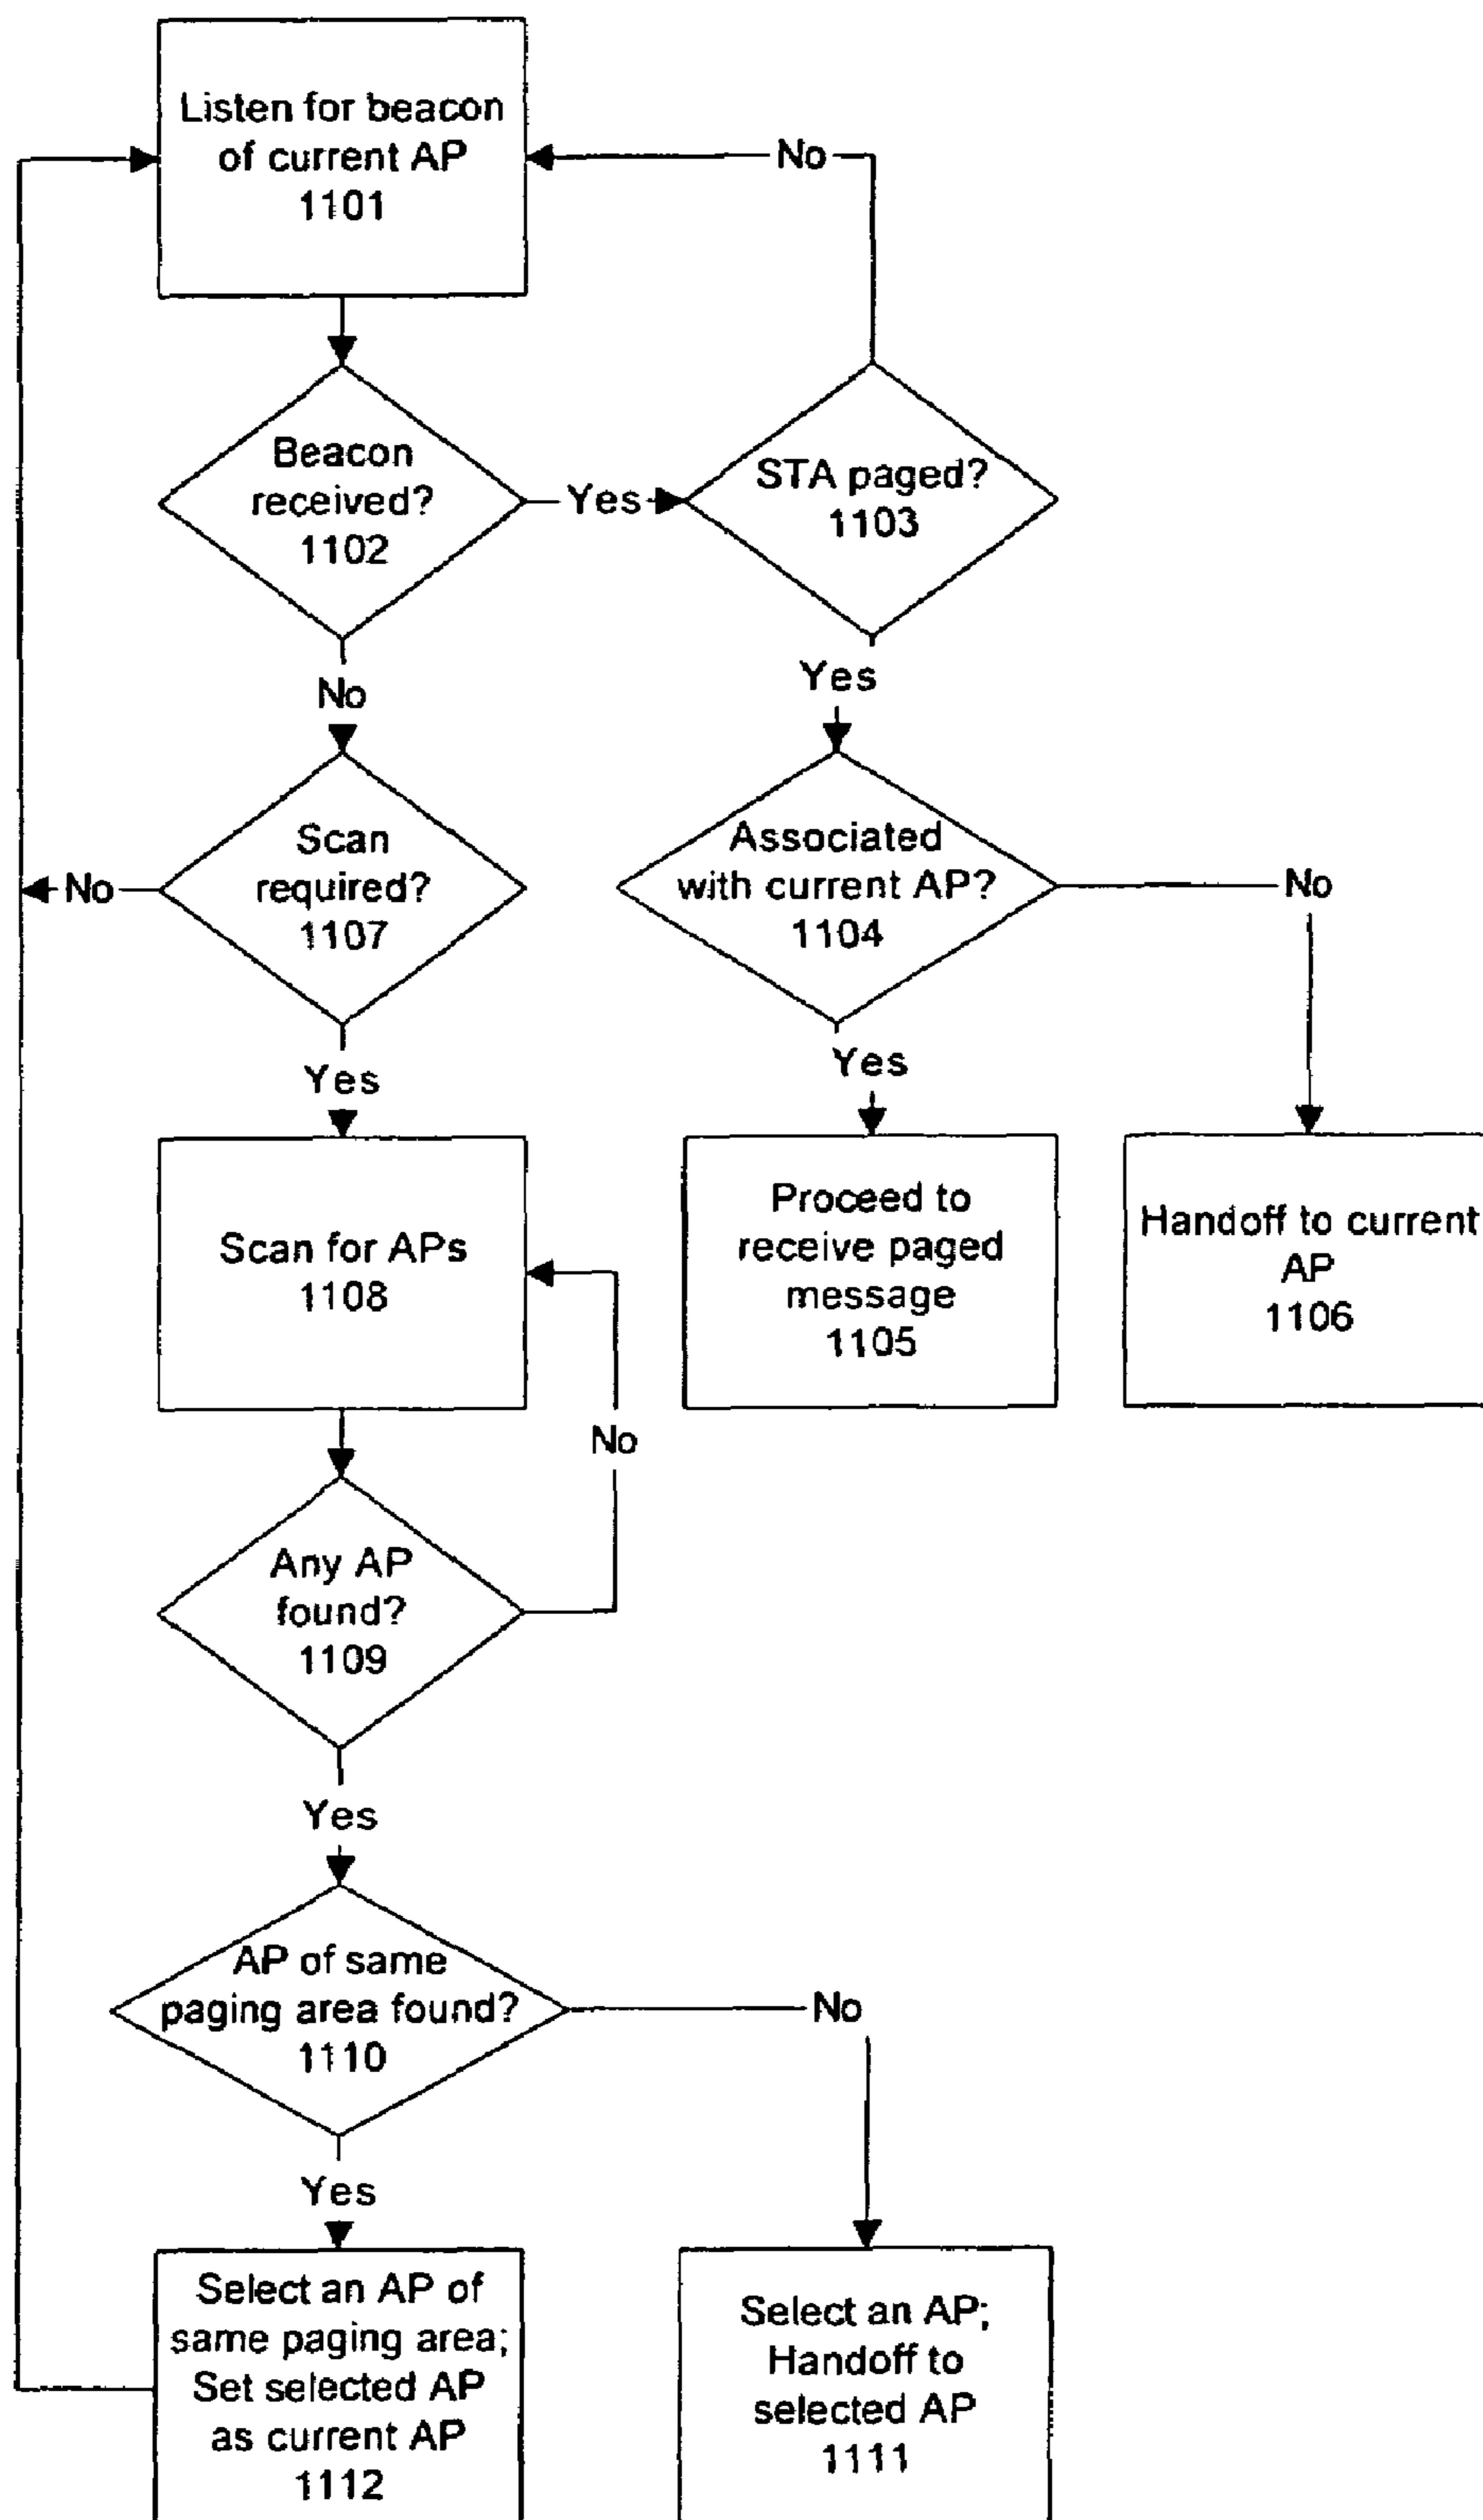 Listen for beacon
of current AP
1101
No
Beacon
received?
1102
Yes
STA paged?
1103
No
Yes
Scan
required?
1107
No
Associated
with current AP?
1104
No
Yes
Yes
Scan for APs
1108
Proceed to
receive paged
message
1105
Handoff to current
AP
1106
No
Any AP
found?
1109
Yes
AP of same
paging area found?
1110
No
Yes
Select an AP of
same paging area;
Set selected AP
as current AP
1112
Select an AP;
Handoff to
selected AP
1111